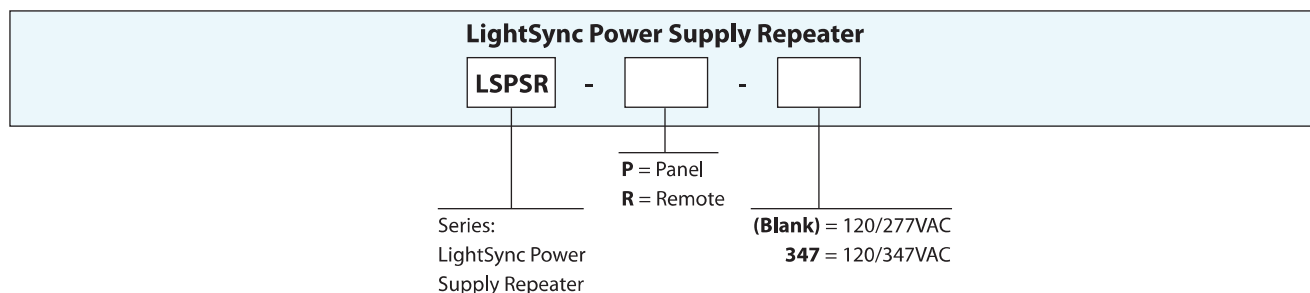 LightSync Power Supply Repeater
LSPSR - -
P = Panel
R = Remote
Series:
LightSync Power
Supply Repeater
(Blank) = 120/277VAC
347 = 120/347VAC